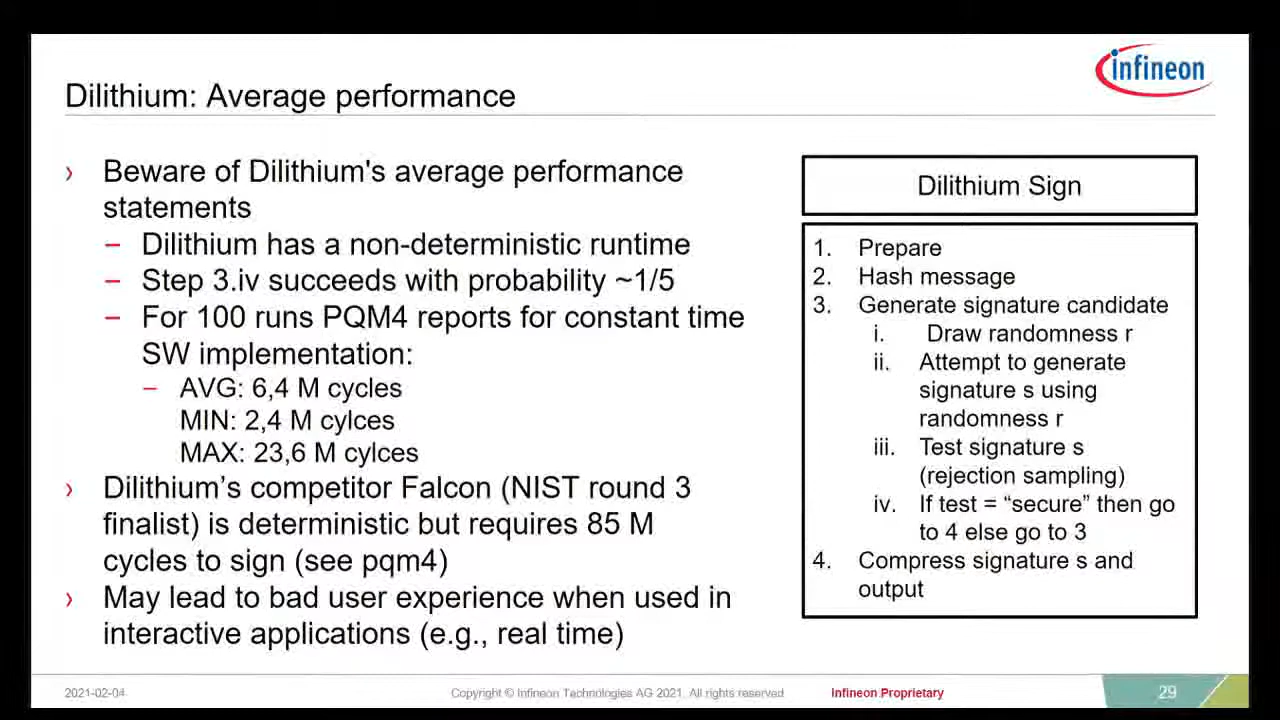 infineon
Dilithium: Average performance
› Beware of Dilithium's average performance
statements
– Dilithium has a non-deterministic runtime
– Step 3.iv succeeds with probability ~1/5
– For 100 runs PQM4 reports for constant time
SW implementation:
– AVG: 6,4 M cycles
MIN: 2,4 M cylces
MAX: 23,6 M cylces
› Dilithium’s competitor Falcon (NIST round 3
finalist) is deterministic but requires 85 M
cycles to sign (see pqm4)
› May lead to bad user experience when used in
interactive applications (e.g., real time)
Dilithium Sign
1. Prepare
2. Hash message
3. Generate signature candidate
i. Draw randomness r
ii. Attempt to generate
signature s using
randomness r
iii. Test signature s
(rejection sampling)
iv. If test = “secure” then go
to 4 else go to 3
4. Compress signature s and
output
2021-02-04
Copyright © Infineon Technologies AG 2021. All rights reserved
Infineon Proprietary
29